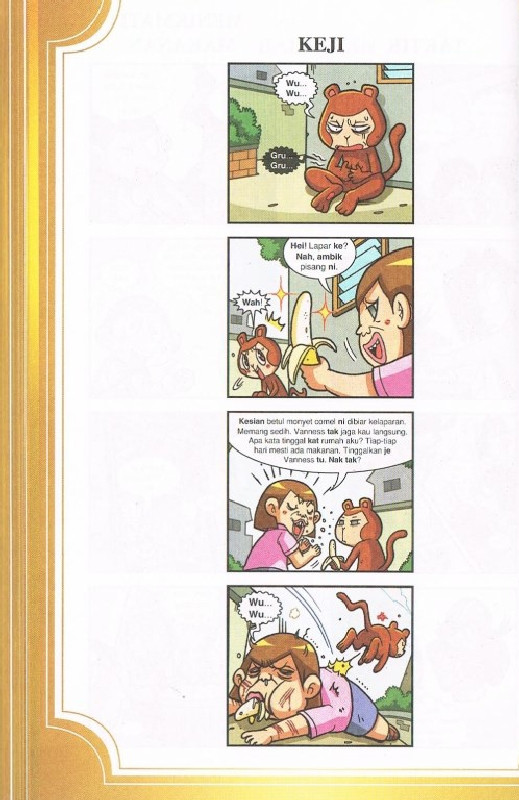 KEJI
Wu...
Wu...
Gru...
Gru...
Hei! Lapar ke?
Nah, ambik
pisang ni.
Wah!
Kesian betul monyet comel ni dibiar kelaparan.
Memang sedih. Vanness tak jaga kau langsung.
Apa kata tinggal kat rumah aku? Tiap-tiap
hari mesti ada makanan. Tinggalkan je
Vanness tu. Nak tak?
Wu...
Wu...